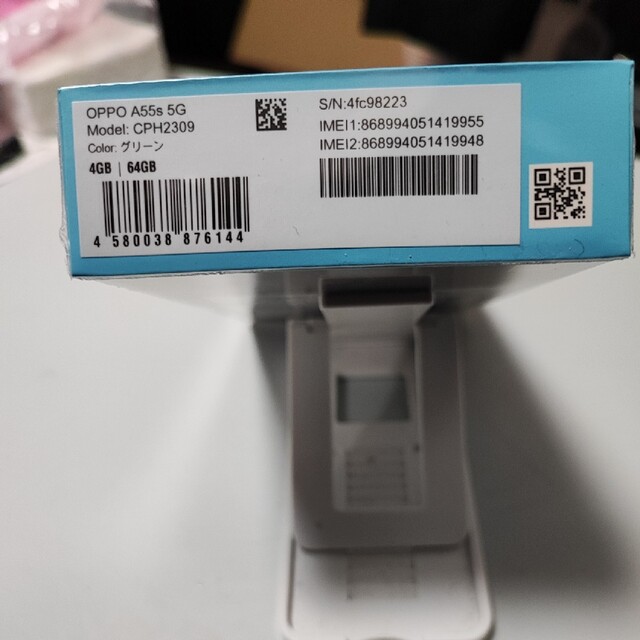 OPPO A55s 5G
Model: CPH2309
Color: グリーン
4GB | 64GB
4 580038 876144
S/N:4fc98223
IMEI1:868994051419955
IMEI2:868994051419948